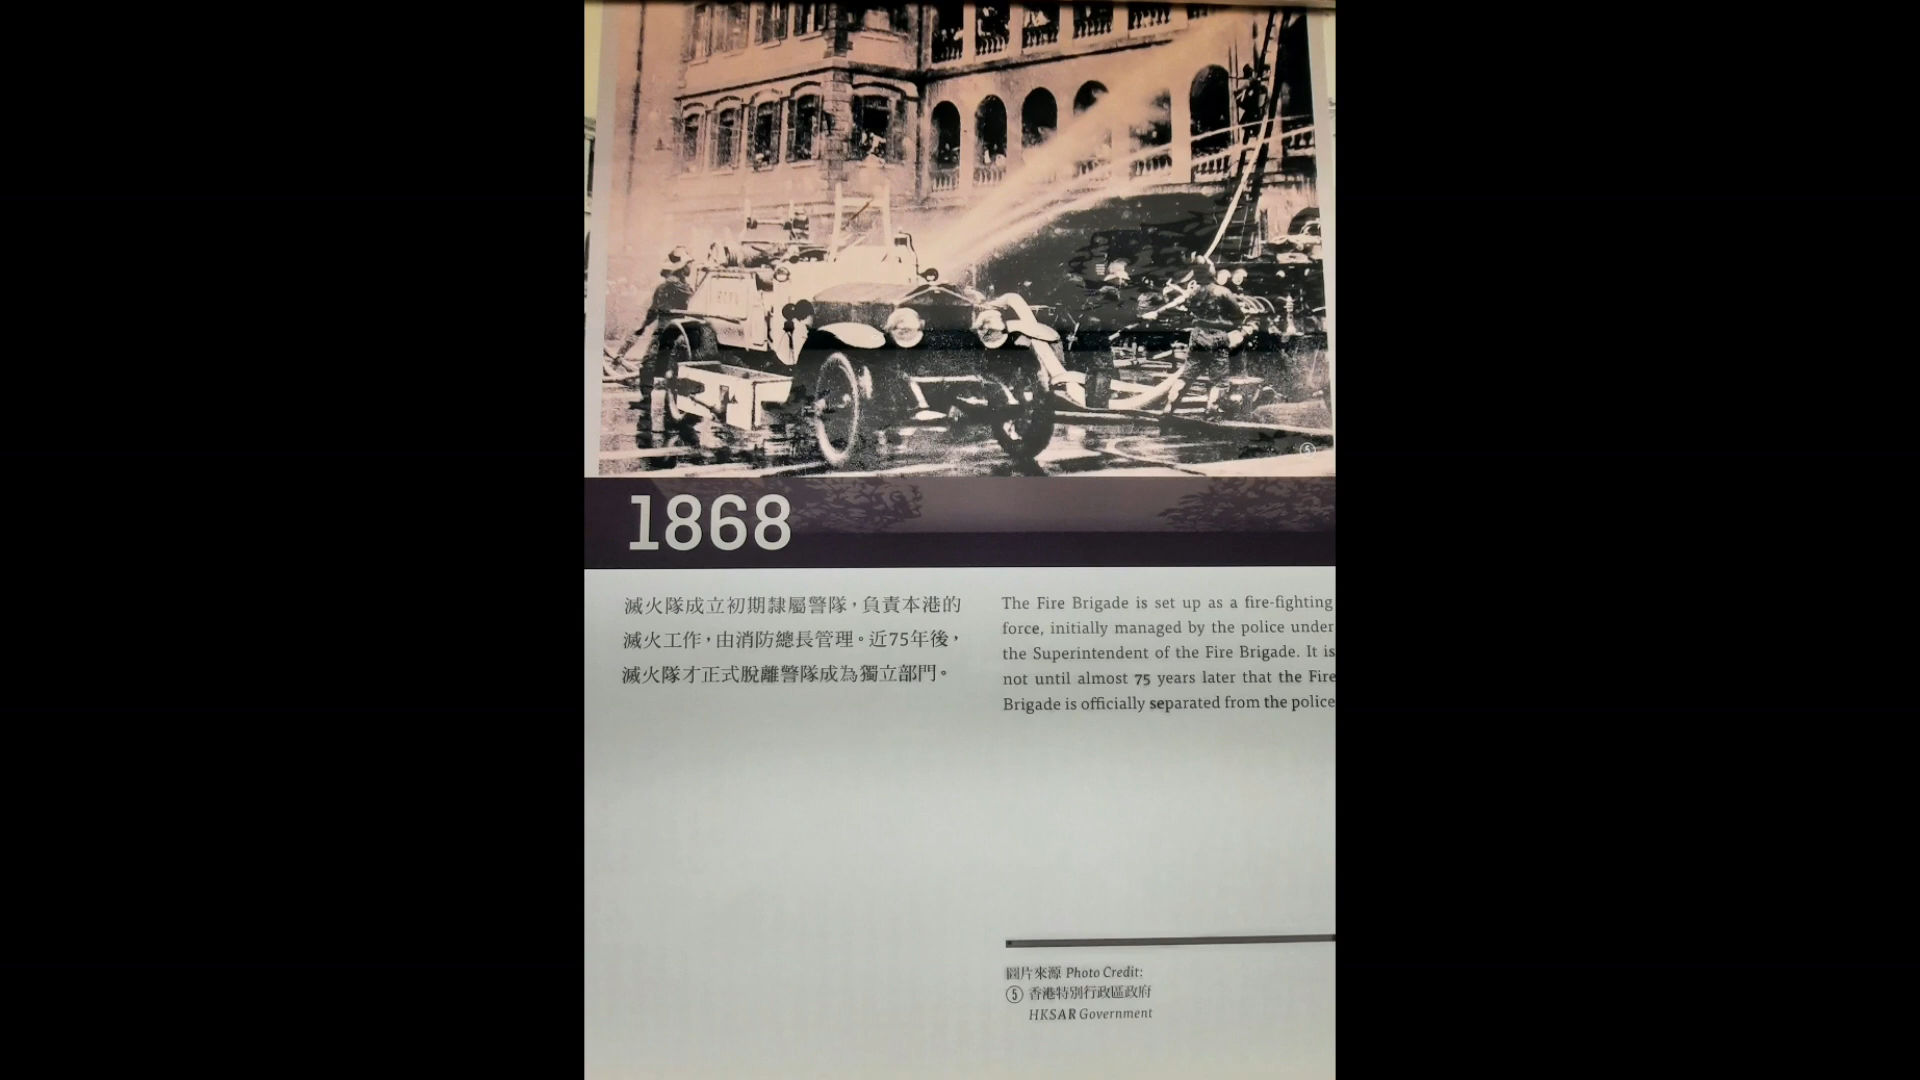 ⑤
1868
滅火隊成立初期隸屬警隊，負責本港的
滅火工作，由消防總長管理。近75年後，
滅火隊才正式脫離警隊成為獨立部門。
The Fire Brigade is set up as a fire-fighting
force, initially managed by the police under
the Superintendent of the Fire Brigade. It is
not until almost 75 years later that the Fire
Brigade is officially separated from the police
圖片來源 Photo Credit:
⑤ 香港特別行政區政府
HKSAR Government